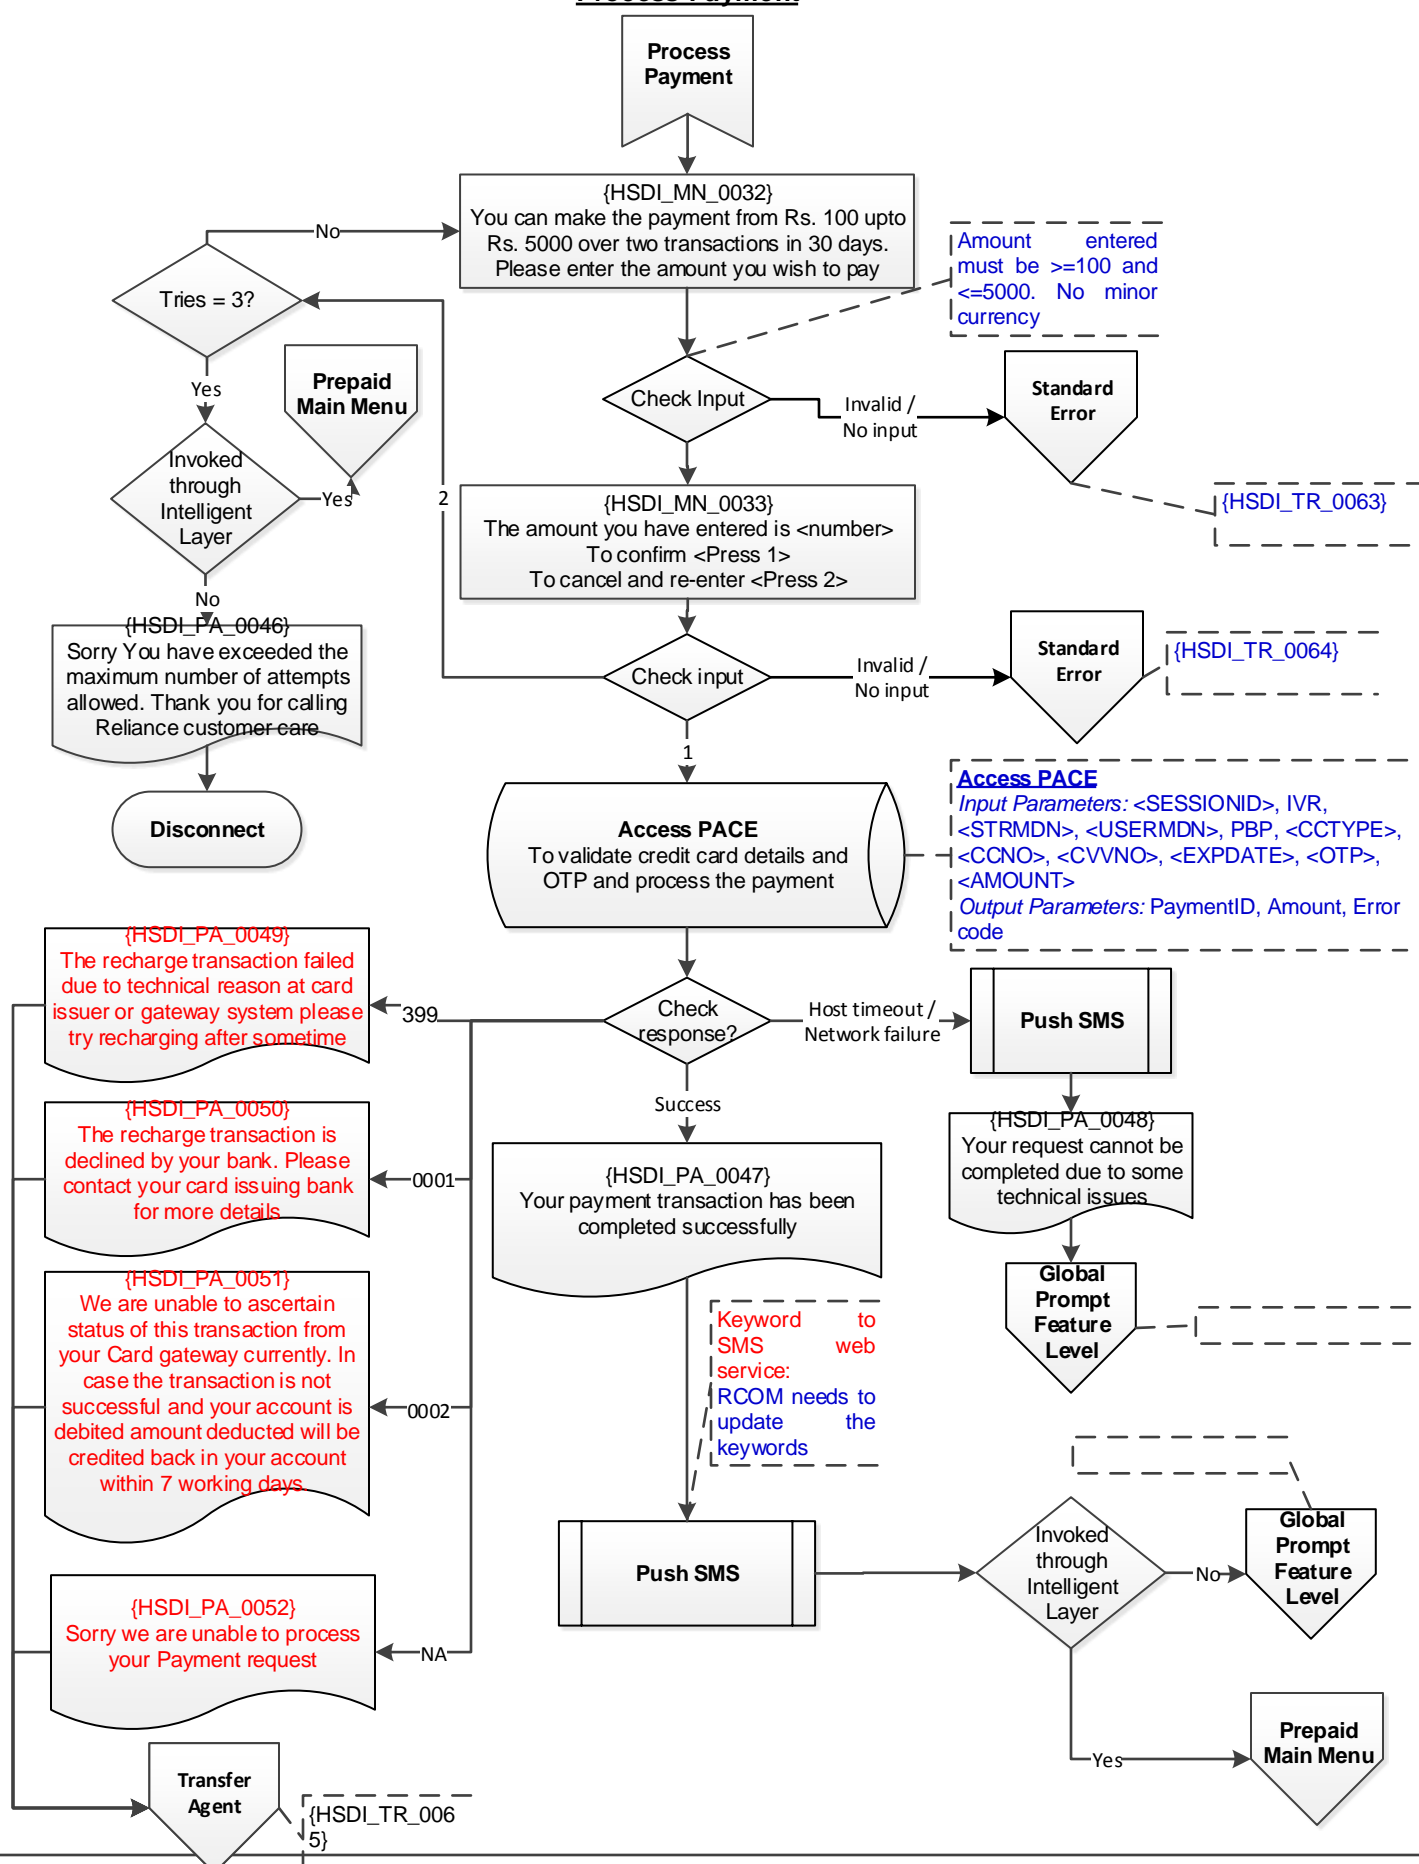 Process Payment
Process
Payment
{HSDI_MN_0032}
You can make the payment from Rs. 100 upto
Rs. 5000 over two transactions in 30 days.
Please enter the amount you wish to pay
No
Amount entered
must be >=100 and
<=5000. No minor
currency
Tries = 3?
Yes
Prepaid
Main Menu
Check Input
Invalid /
No input
Standard
Error
Invoked
through
Intelligent
Layer
Yes
2
{HSDI_MN_0033}
The amount you have entered is <number>
To confirm <Press 1>
To cancel and re-enter <Press 2>
{HSDI_TR_0063}
No
{HSDI_PA_0046}
Sorry You have exceeded the
maximum number of attempts
allowed. Thank you for calling
Reliance customer care
Check input
Invalid /
No input
Standard
Error
{HSDI_TR_0064}
1
Disconnect
Access PACE
To validate credit card details and
OTP and process the payment
Access PACE
Input Parameters: <SESSIONID>, IVR,
<STRMDN>, <USERMDN>, PBP, <CCTYPE>,
<CCNO>, <CVVNO>, <EXPDATE>, <OTP>,
<AMOUNT>
Output Parameters: PaymentID, Amount, Error
code
{HSDI_PA_0049}
The recharge transaction failed
due to technical reason at card
issuer or gateway system please
try recharging after sometime
399
Check
response?
Host timeout /
Network failure
Push SMS
Success
{HSDI_PA_0050}
The recharge transaction is
declined by your bank. Please
contact your card issuing bank
for more details
0001
{HSDI_PA_0047}
Your payment transaction has been
completed successfully
{HSDI_PA_0048}
Your request cannot be
completed due to some
technical issues
{HSDI_PA_0051}
We are unable to ascertain
status of this transaction from
your Card gateway currently. In
case the transaction is not
successful and your account is
debited amount deducted will be
credited back in your account
within 7 working days
0002
Keyword to
SMS web
service:
RCOM needs to
update the
keywords
Global
Prompt
Feature
Level
Push SMS
Invoked
through
Intelligent
Layer
No
Global
Prompt
Feature
Level
{HSDI_PA_0052}
Sorry we are unable to process
your Payment request
NA
Yes
Prepaid
Main Menu
Transfer
Agent
{HSDI_TR_006
5}